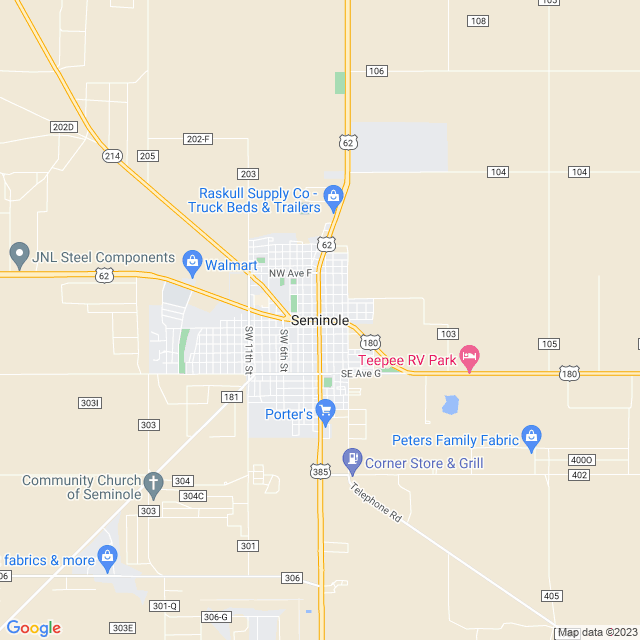 103
108
106
202D
202-F
62
214
205
203
104
104
Raskull Supply Co -
Truck Beds & Trailers
62
JNL Steel Components
Walmart
NW Ave F
62
Seminole
SW 11th St
SW 6th St
103
180
105
Teepee RV Park
SE Ave G
180
303I
181
303
Porter's
Peters Family Fabric
400O
402
385
Corner Store & Grill
Community Church
of Seminole
304
304C
303
Telephone Rd
301
fabrics & more
06
306
405
301-Q
306-G
303E
Google
Map data ©2023